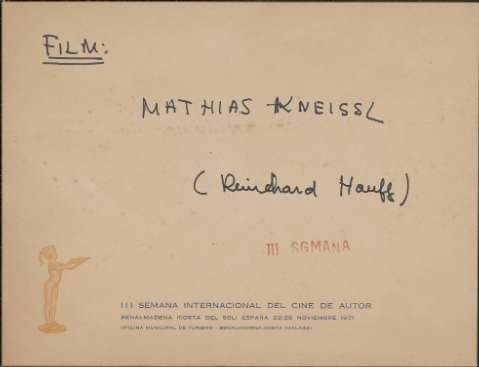 FILM:
MATHIAS KNEISSL
(Reinchard Hauff)
III SGMANA
III SEMANA INTERNACIONAL DEL CINE DE AUTOR
BENALMADENA (COSTA DEL SOL) ESPAÑA 22-28 NOVIEMBRE 1971
OFICINA MUNICIPAL DE TURISMO - BENALMADENA-COSTA (MALAGA)